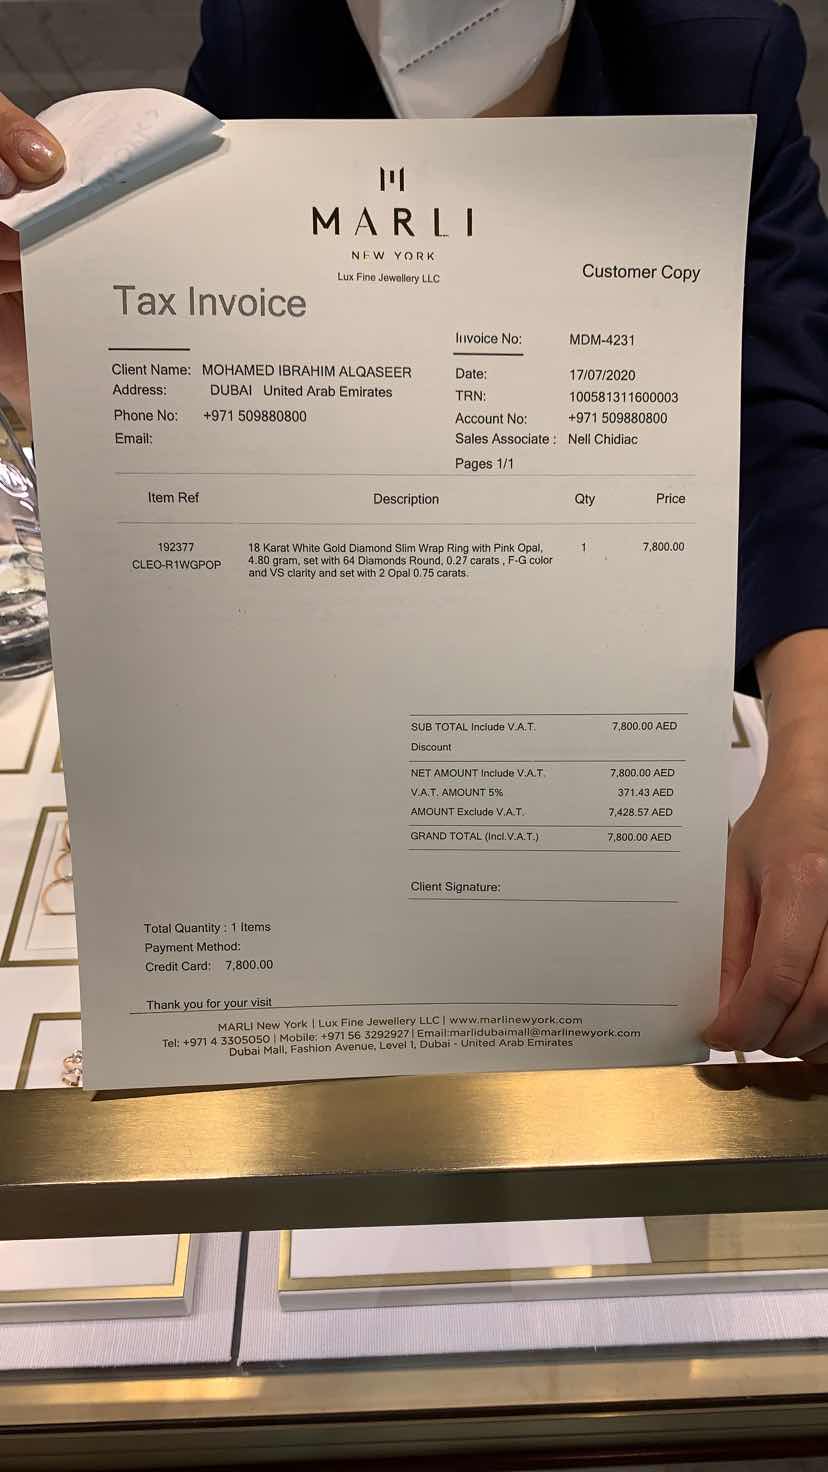 MARLI
NEW YORK
Lux Fine Jewellery LLC
Customer Copy
Tax Invoice
Invoice No: MDM-4231
Client Name: MOHAMED IBRAHIM ALQASEER
Date: 17/07/2020
Address: DUBAI United Arab Emirates
TRN: 100581311600003
Phone No: +971 509880800
Account No: +971 509880800
Email:
Sales Associate : Nell Chidiac
Pages 1/1
Item Ref Description Qty Price
192377 18 Karat White Gold Diamond Slim Wrap Ring with Pink Opal, 1 7,800.00
CLEO-R1WGPOP 4.80 gram, set with 64 Diamonds Round, 0.27 carats , F-G color
and VS clarity and set with 2 Opal 0.75 carats.
SUB TOTAL Include V.A.T. 7,800.00 AED
Discount
NET AMOUNT Include V.A.T. 7,800.00 AED
V.A.T. AMOUNT 5% 371.43 AED
AMOUNT Exclude V.A.T. 7,428.57 AED
GRAND TOTAL (Incl.V.A.T.) 7,800.00 AED
Client Signature:
Total Quantity : 1 Items
Payment Method:
Credit Card: 7,800.00
Thank you for your visit
MARLI New York | Lux Fine Jewellery LLC | www.marlinewyork.com
Tel: +971 4 3305050 | Mobile: +971 56 3292927 | Email:marlidubaimall@marlinewyork.com
Dubai Mall, Fashion Avenue, Level 1, Dubai - United Arab Emirates